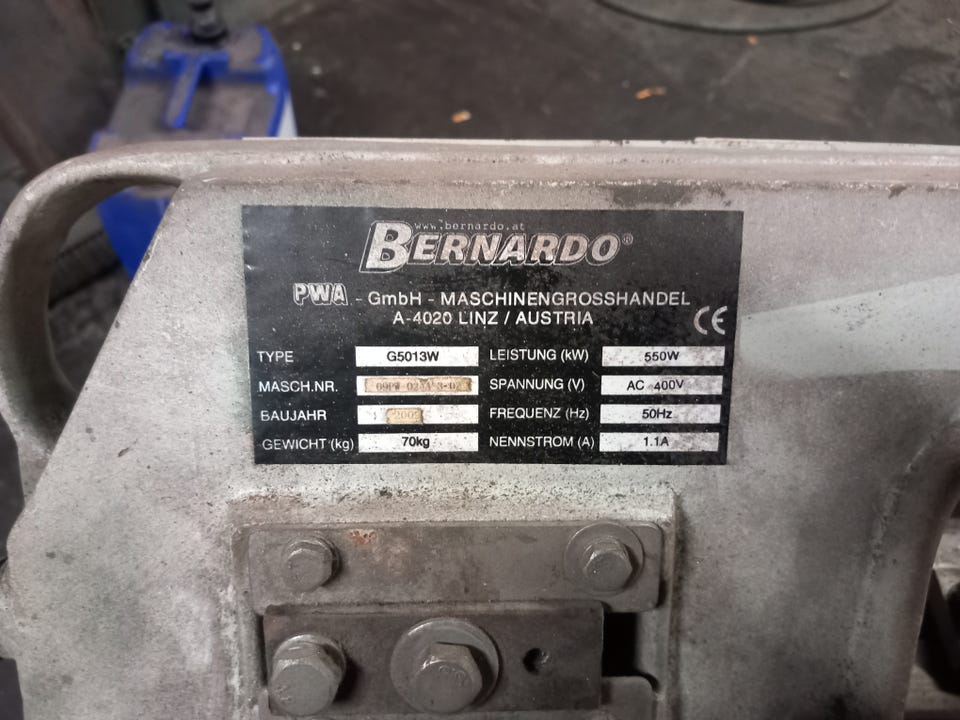 www.bernardo.at
BERNARDO®
PWA - GmbH - MASCHINENGROSSHANDEL
A-4020 LINZ / AUSTRIA
CE
TYPE G5013W LEISTUNG (kW) 550W
MASCH.NR. SPANNUNG (V) AC 400V
BAUJAHR FREQUENZ (Hz) 50Hz
GEWICHT (kg) 70kg NENNSTROM (A) 1.1A